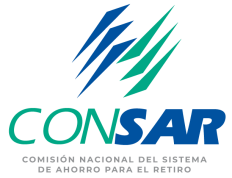 CONSAR
COMISIÓN NACIONAL DEL SISTEMA
DE AHORRO PARA EL RETIRO